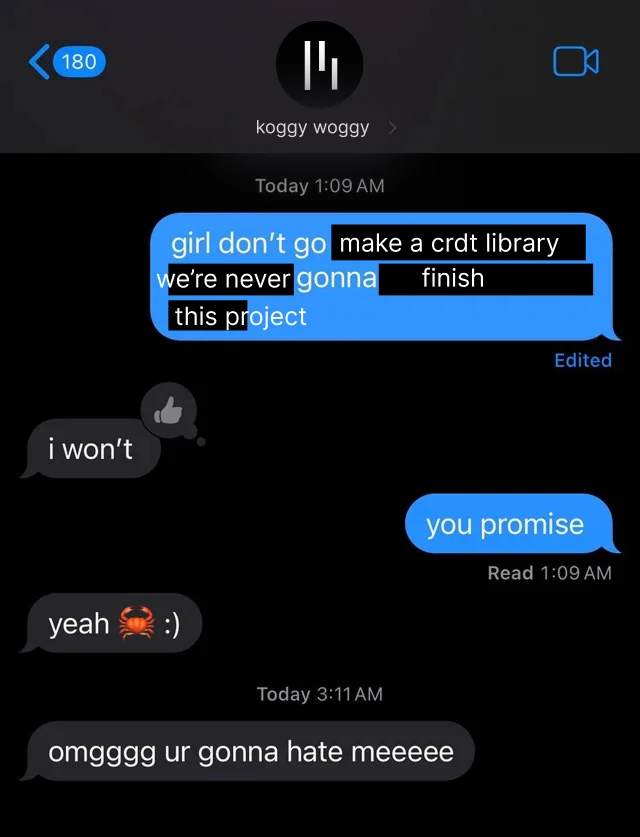 180
koggy woggy
Today 1:09 AM
girl don’t go make a crdt library
we’re never gonna finish
this project
Edited
i won’t
you promise
Read 1:09 AM
yeah 🦀 :)
Today 3:11 AM
omgggg ur gonna hate meeeee